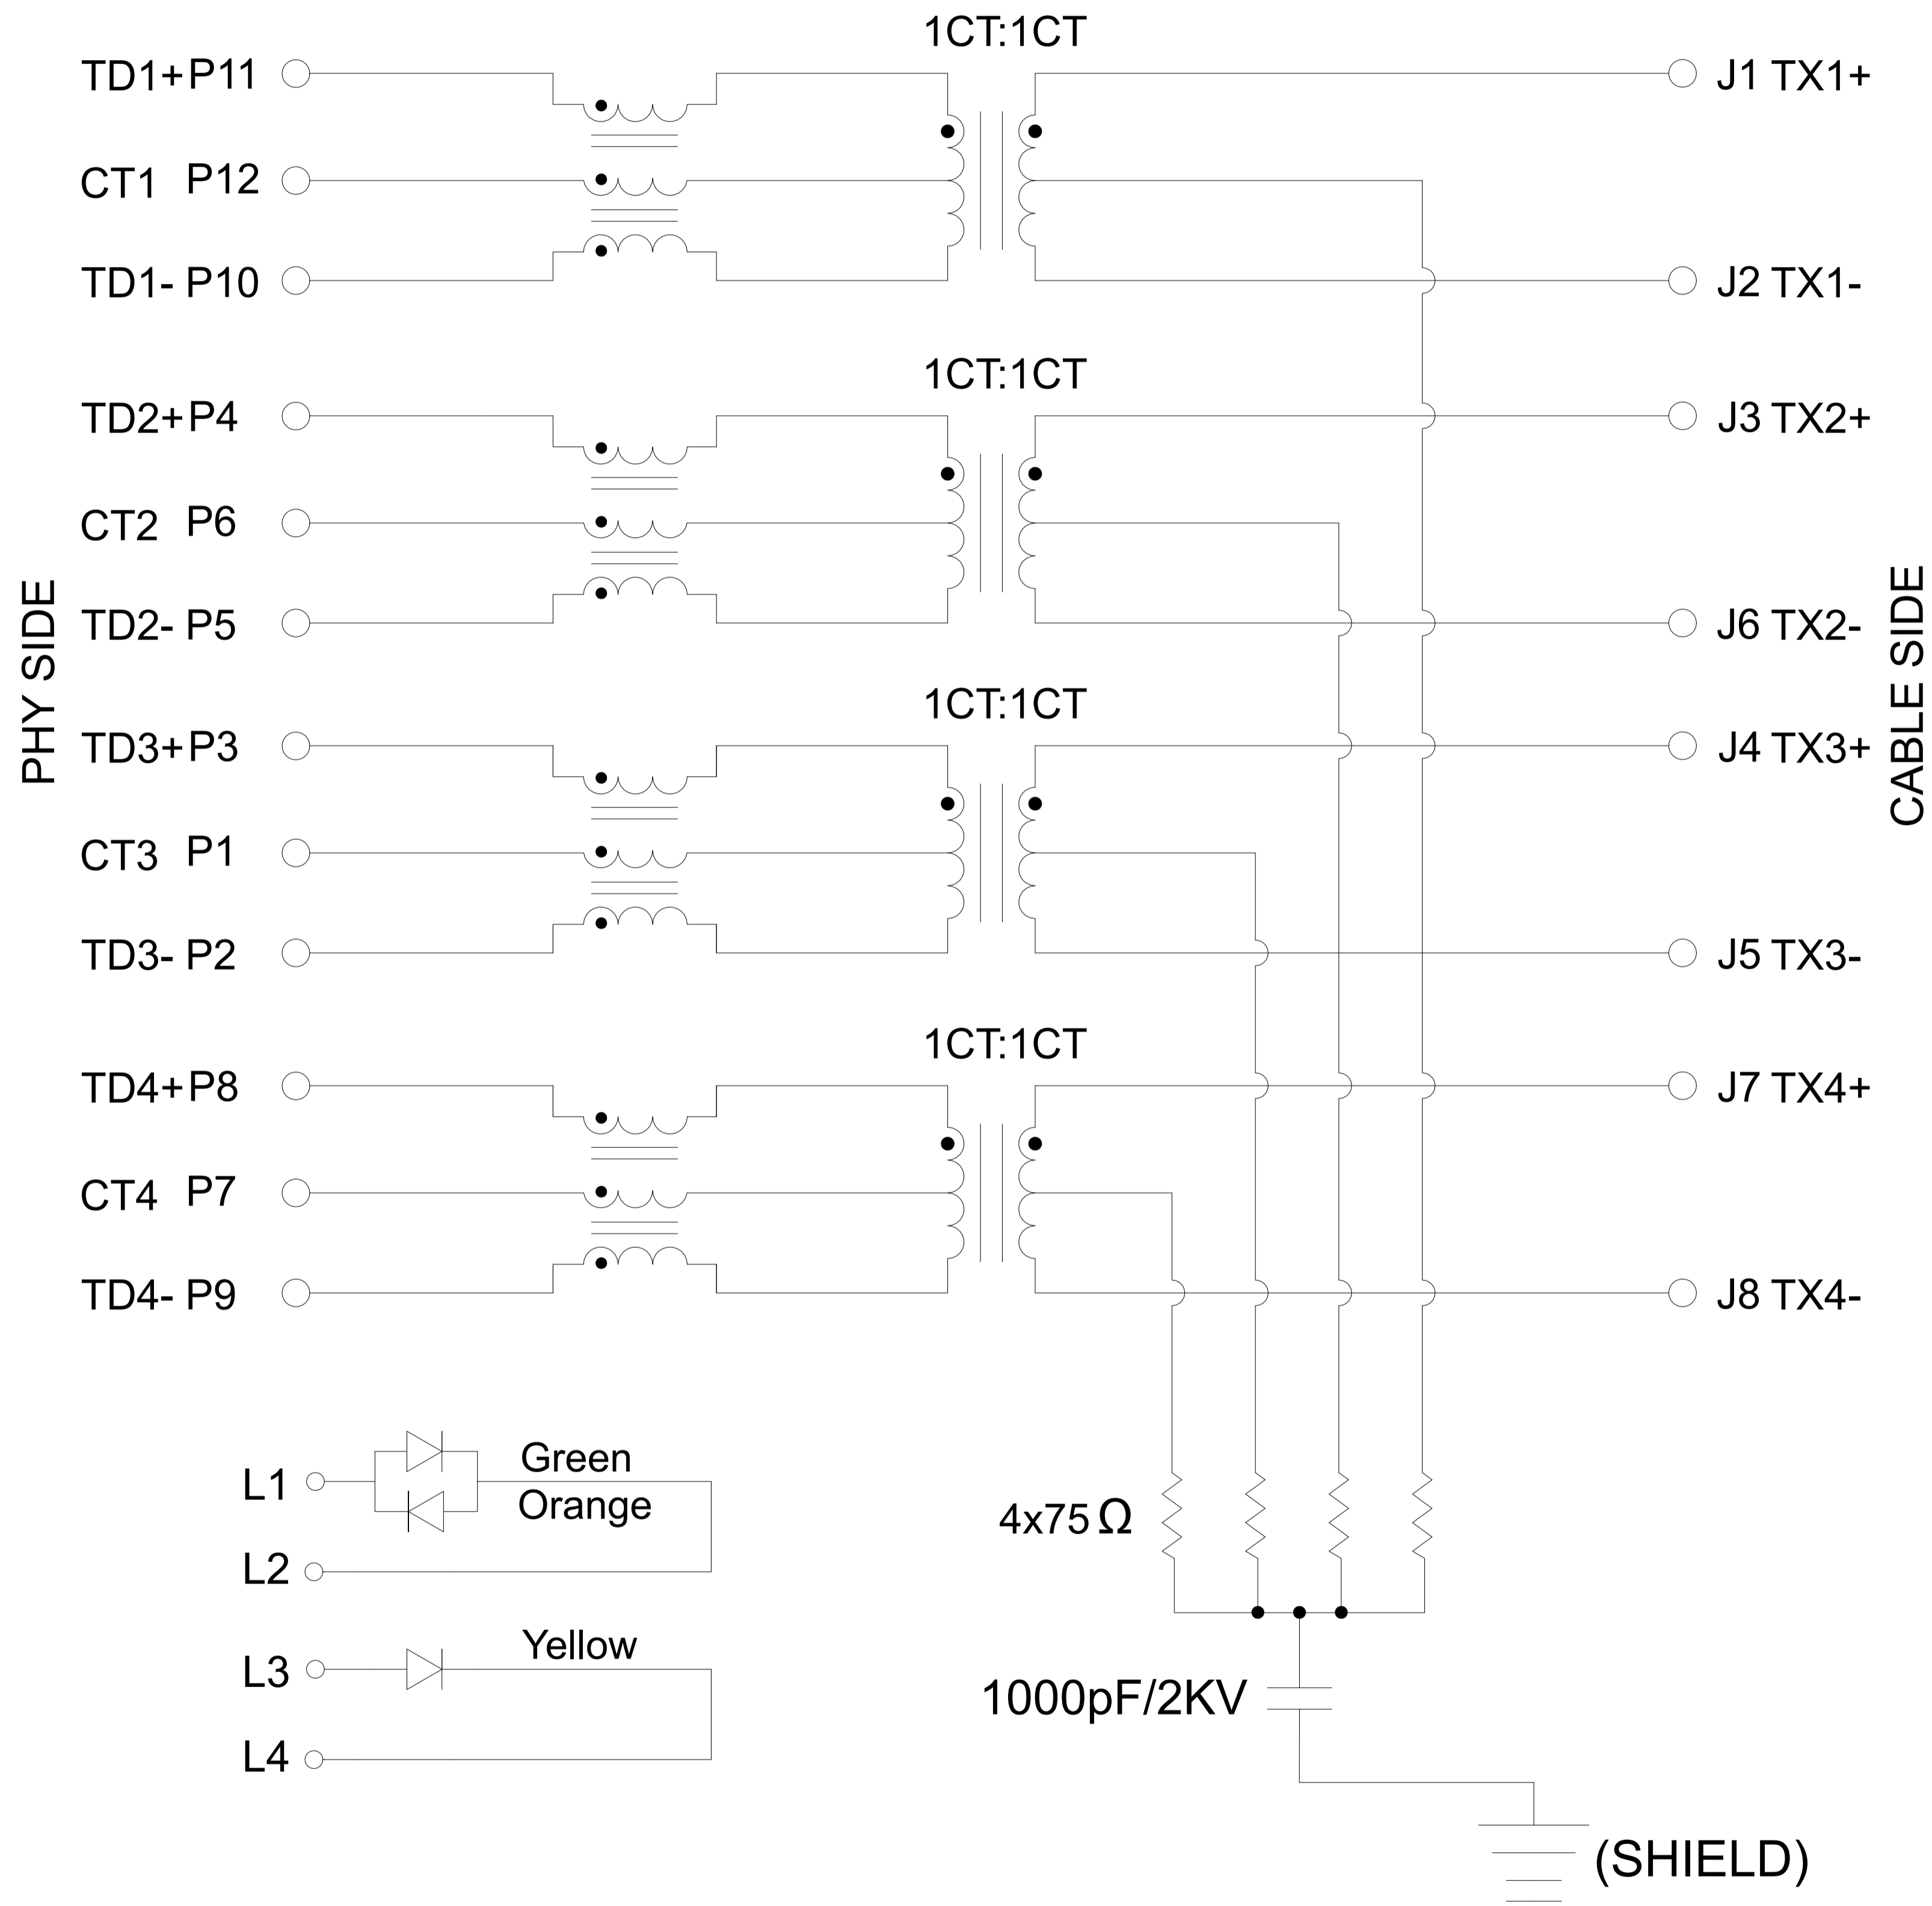 1CT:1CT
TD1+ P11
J1 TX1+
CT1 P12
TD1- P10
J2 TX1-
1CT:1CT
TD2+ P4
J3 TX2+
CT2 P6
TD2- P5
J6 TX2-
PHY SIDE
CABLE SIDE
1CT:1CT
TD3+ P3
J4 TX3+
CT3 P1
TD3- P2
J5 TX3-
1CT:1CT
TD4+ P8
J7 TX4+
CT4 P7
TD4- P9
J8 TX4-
Green
L1
Orange
4x75 Ω
L2
Yellow
L3
1000pF/2KV
L4
(SHIELD)